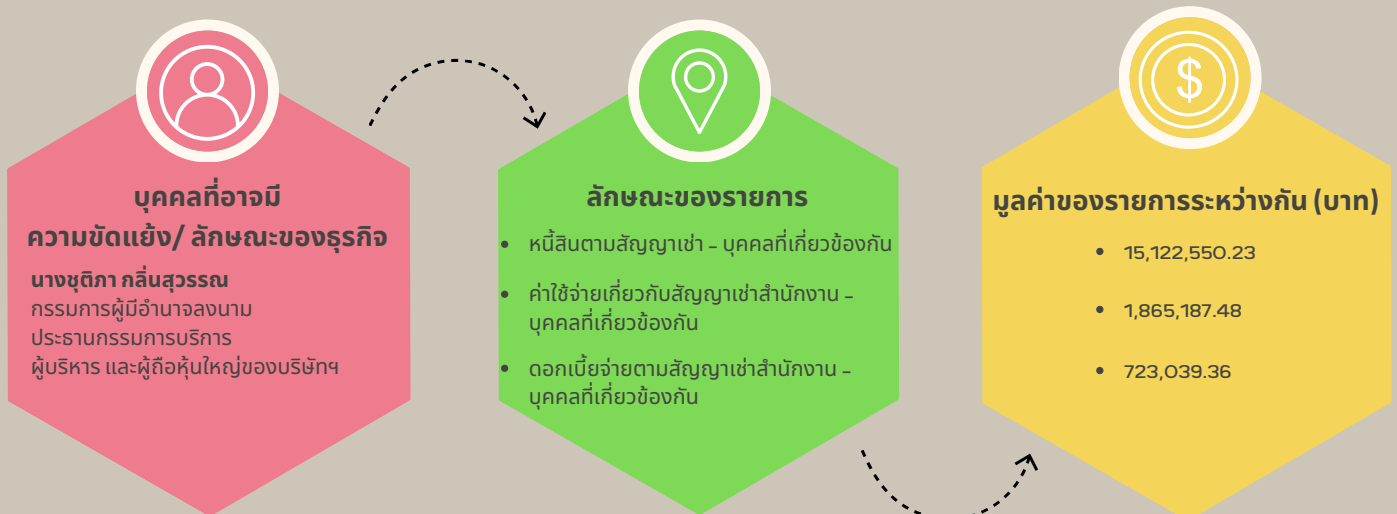 บุคคลที่อาจมี
ความขัดแย้ง/ ลักษณะของธุรกิจ
นางชุติภา กลิ่นสุวรรณ
กรรมการผู้มีอำนาจลงนาม
ประธานกรรมการบริการ
ผู้บริหาร และผู้ถือหุ้นใหญ่ของบริษัทฯ
ลักษณะของรายการ
• หนี้สินตามสัญญาเช่า – บุคคลที่เกี่ยวข้องกัน
• ค่าใช้จ่ายเกี่ยวกับสัญญาเช่าสำนักงาน –
บุคคลที่เกี่ยวข้องกัน
• ดอกเบี้ยจ่ายตามสัญญาเช่าสำนักงาน –
บุคคลที่เกี่ยวข้องกัน
$
มูลค่าของรายการระหว่างกัน (บาท)
• 15,122,550.23
• 1,865,187.48
• 723,039.36